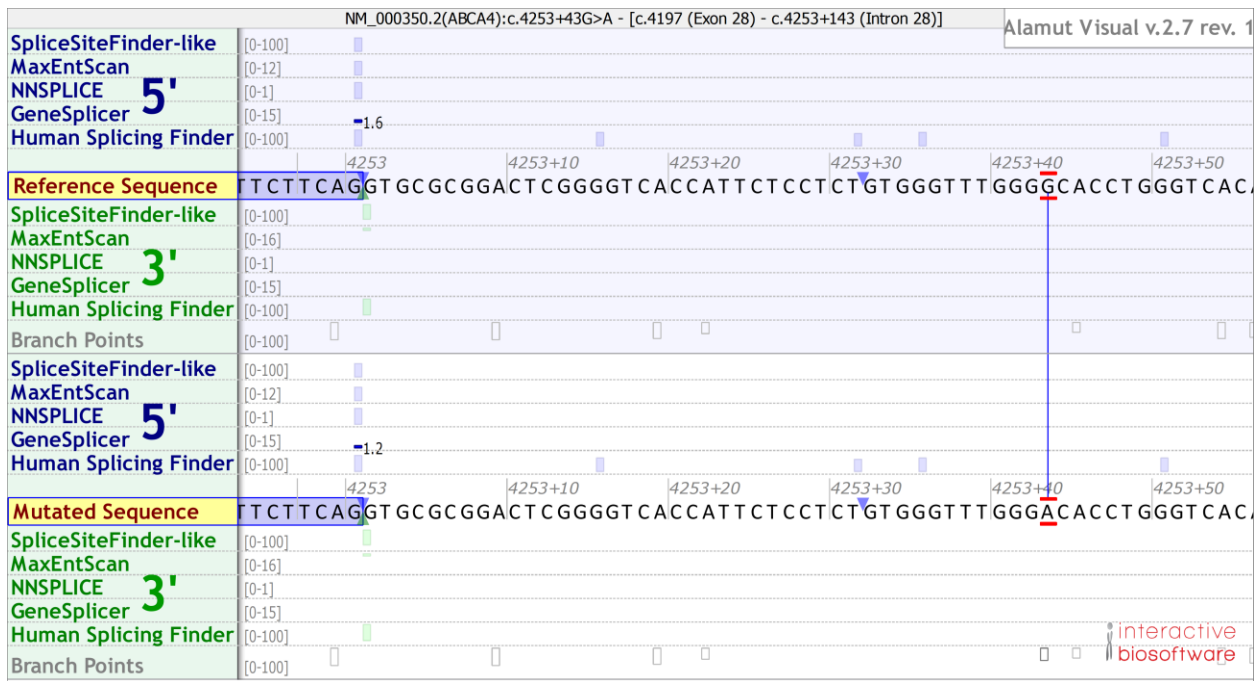 NM_000350.2(ABCA4):c.4253+43G>A - [c.4197 (Exon 28) - c.4253+143 (Intron 28)]
Alamut Visual v.2.7 rev. 1
SpliceSiteFinder-like [0-100]
MaxEntScan [0-12]
NNSPLICE 5' [0-1]
GeneSplicer [0-15] 1.6
Human Splicing Finder [0-100]
4253 4253+10 4253+20 4253+30 4253+40 4253+50
Reference Sequence TTCTTCAGGTGCGCGGACTCGGGGTCACCATTCTCCTCTGTGGGTTTGGGGCACCTGGGTCACA
SpliceSiteFinder-like [0-100]
MaxEntScan [0-16]
NNSPLICE 3' [0-1]
GeneSplicer [0-15]
Human Splicing Finder [0-100]
Branch Points [0-100]
SpliceSiteFinder-like [0-100]
MaxEntScan [0-12]
NNSPLICE 5' [0-1]
GeneSplicer [0-15] 1.2
Human Splicing Finder [0-100]
4253 4253+10 4253+20 4253+30 4253+40 4253+50
Mutated Sequence TTCTTCAGGTGCGCGGACTCGGGGTCACCATTCTCCTCTGTGGGTTTGGGACACCTGGGTCACA
SpliceSiteFinder-like [0-100]
MaxEntScan [0-16]
NNSPLICE 3' [0-1]
GeneSplicer [0-15]
Human Splicing Finder [0-100]
Branch Points [0-100]
interactive
biosoftware